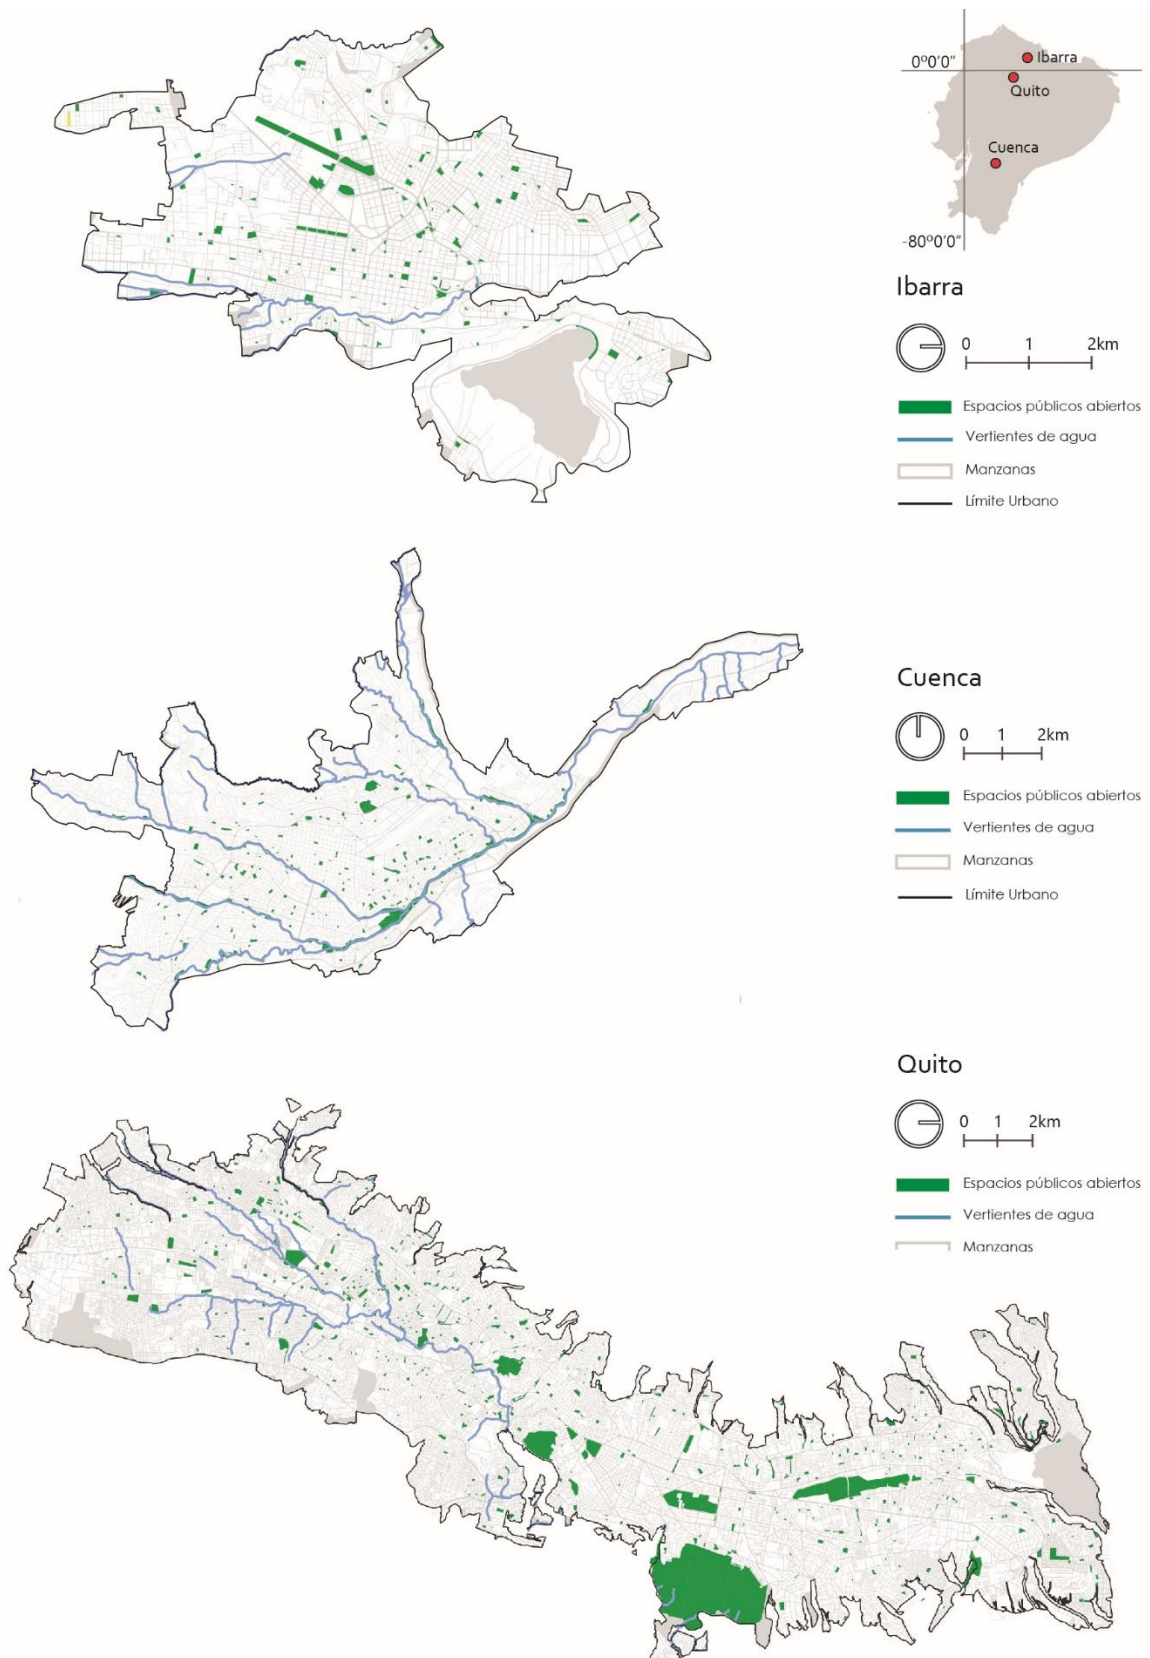 0º0'0"
Ibarra
Quito
Cuenca
-80º0'0"
Ibarra
0 1 2km
Espacios públicos abiertos
Vertientes de agua
Manzanas
Límite Urbano
Cuenca
0 1 2km
Espacios públicos abiertos
Vertientes de agua
Manzanas
Límite Urbano
Quito
0 1 2km
Espacios públicos abiertos
Vertientes de agua
Manzanas